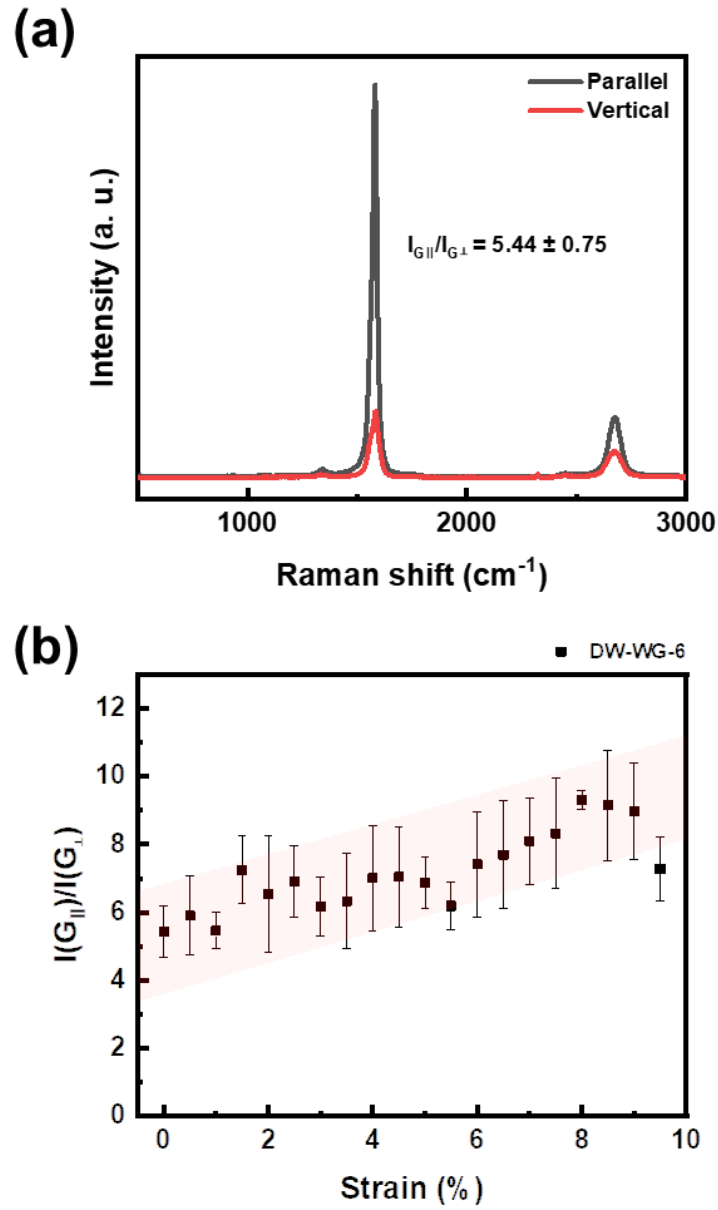 (a)
Parallel
Vertical
I_G∥/I_G⊥ = 5.44 ± 0.75
Intensity (a. u.)
1000 2000 3000
Raman shift (cm⁻¹)
(b)
DW-WG-6
I(G∥)/I(G⊥)
12
10
8
6
4
2
0
0 2 4 6 8 10
Strain (%)